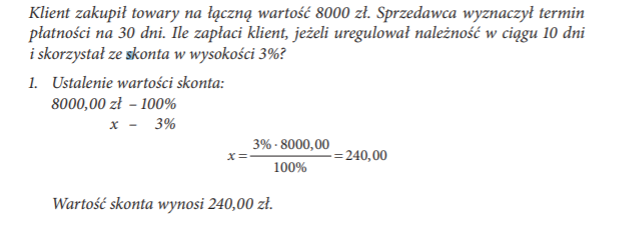 Klient zakupił towary na łączną wartość 8000 zł. Sprzedawca wyznaczył termin
płatności na 30 dni. Ile zapłaci klient, jeżeli uregulował należność w ciągu 10 dni
i skorzystał ze skonta w wysokości 3%?
1. Ustalenie wartości skonta:
8000,00 zł – 100%
x – 3%
x = 3% · 8000,00 / 100% = 240,00
Wartość skonta wynosi 240,00 zł.